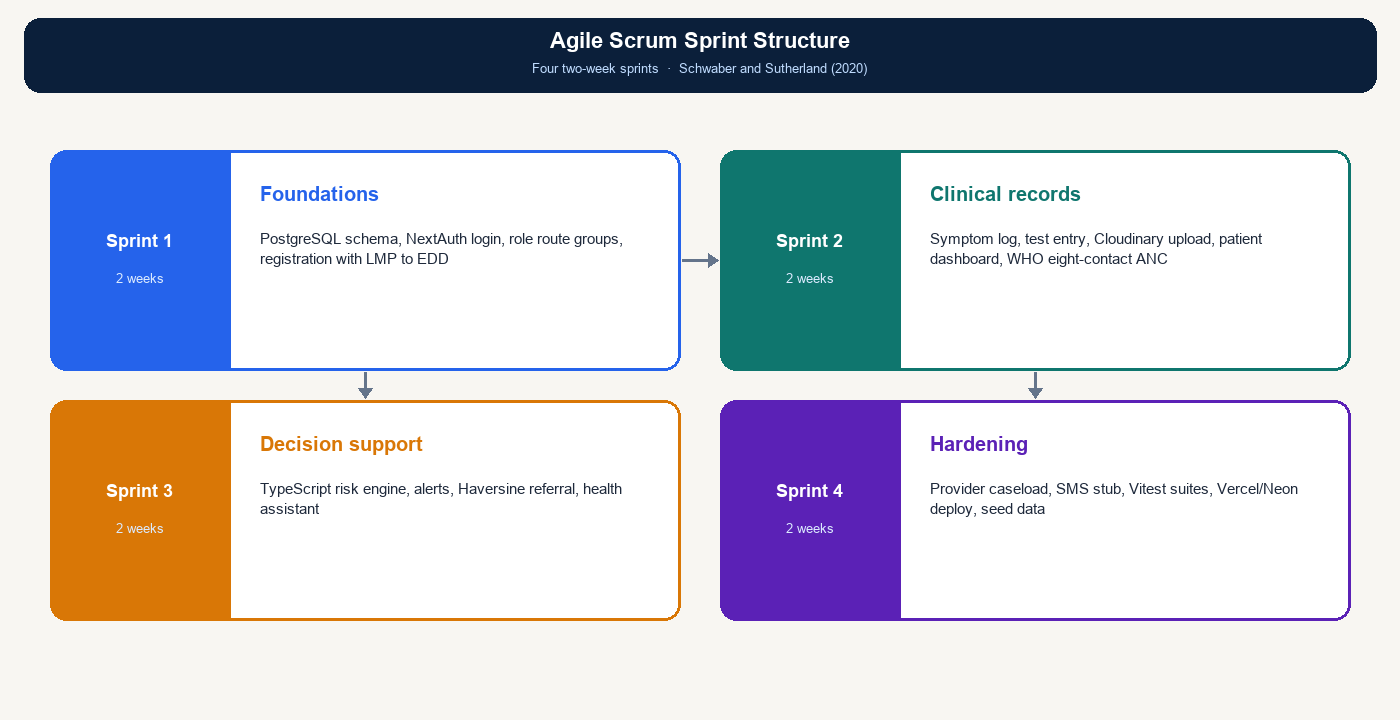 Agile Scrum Sprint Structure
Four two-week sprints · Schwaber and Sutherland (2020)
Sprint 1
2 weeks
Foundations
PostgreSQL schema, NextAuth login, role route groups,
registration with LMP to EDD
Sprint 2
2 weeks
Clinical records
Symptom log, test entry, Cloudinary upload, patient
dashboard, WHO eight-contact ANC
Sprint 3
2 weeks
Decision support
TypeScript risk engine, alerts, Haversine referral, health
assistant
Sprint 4
2 weeks
Hardening
Provider caseload, SMS stub, Vitest suites, Vercel/Neon
deploy, seed data